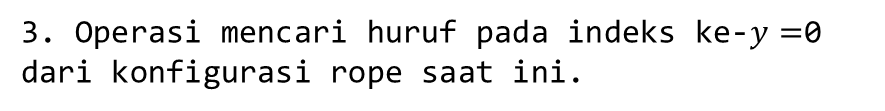 3. Operasi mencari huruf pada indeks ke-y =0
dari konfigurasi rope saat ini.